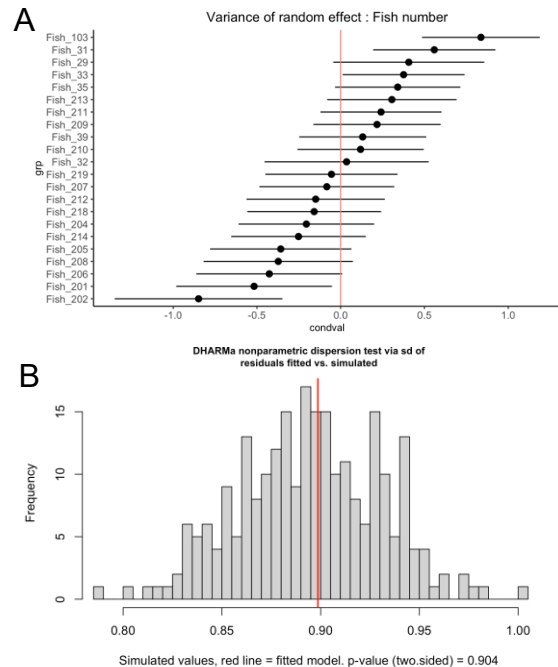 A
Variance of random effect : Fish number
grp
Fish_103
Fish_31
Fish_29
Fish_33
Fish_35
Fish_213
Fish_211
Fish_209
Fish_39
Fish_210
Fish_32
Fish_219
Fish_207
Fish_212
Fish_218
Fish_204
Fish_214
Fish_205
Fish_208
Fish_206
Fish_201
Fish_202
-1.0 -0.5 0.0 0.5 1.0
condval
B
DHARMa nonparametric dispersion test via sd of
residuals fitted vs. simulated
Frequency
15
10
5
0
0.80 0.85 0.90 0.95 1.00
Simulated values, red line = fitted model. p-value (two.sided) = 0.904